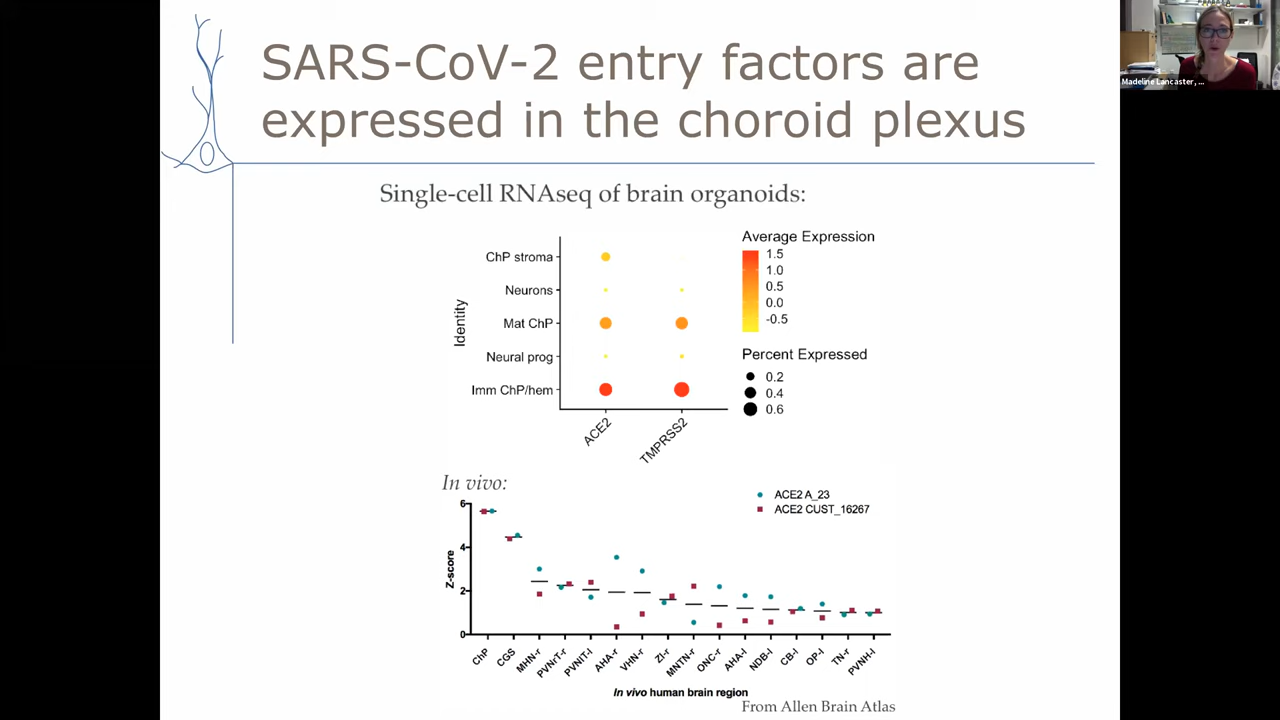 SARS-CoV-2 entry factors are
expressed in the choroid plexus
Madeline Lancaster, ...
Single-cell RNAseq of brain organoids:
Identity
ChP stroma
Neurons
Mat ChP
Neural prog
Imm ChP/hem
ACE2
TMPRSS2
Average Expression
1.5
1.0
0.5
0.0
-0.5
Percent Expressed
0.2
0.4
0.6
In vivo:
ACE2 A_23
ACE2 CUST_16267
Z-score
6
4
2
0
ChP
CGS
MHN-r
PVNrT-r
PVNIT-l
AHA-r
VHN-r
ZI-r
MNTN-r
ONC-r
AHA-l
NDB-l
CB-l
OP-l
TN-r
PVNH-l
In vivo human brain region
From Allen Brain Atlas